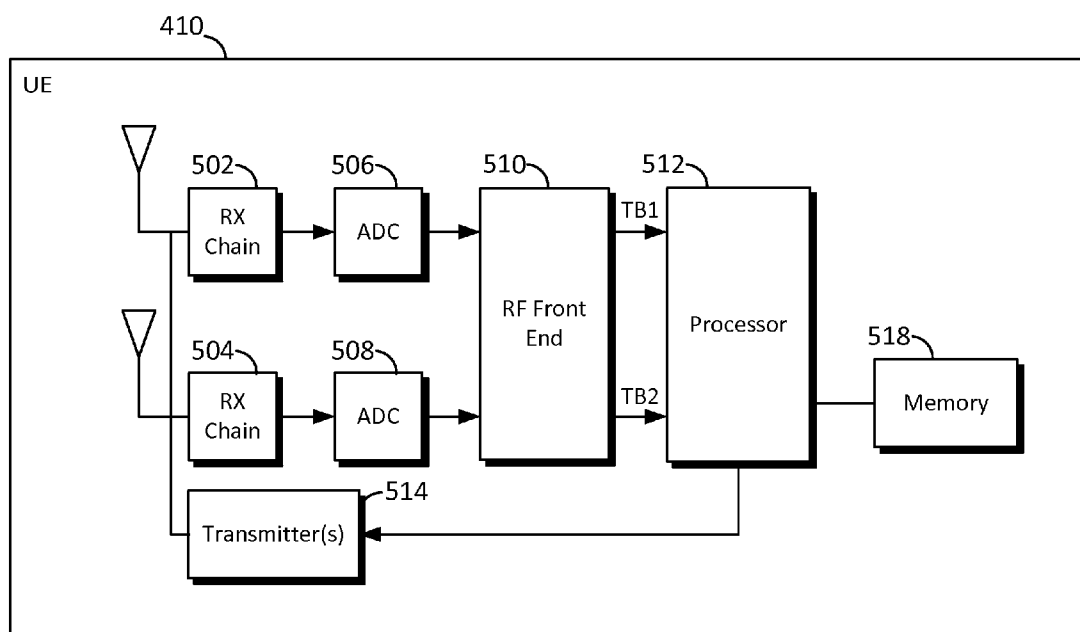 410
UE
502
506
510
512
RX
Chain
ADC
TB1
RF Front
End
Processor
504
508
518
RX
Chain
ADC
TB2
Memory
514
Transmitter(s)